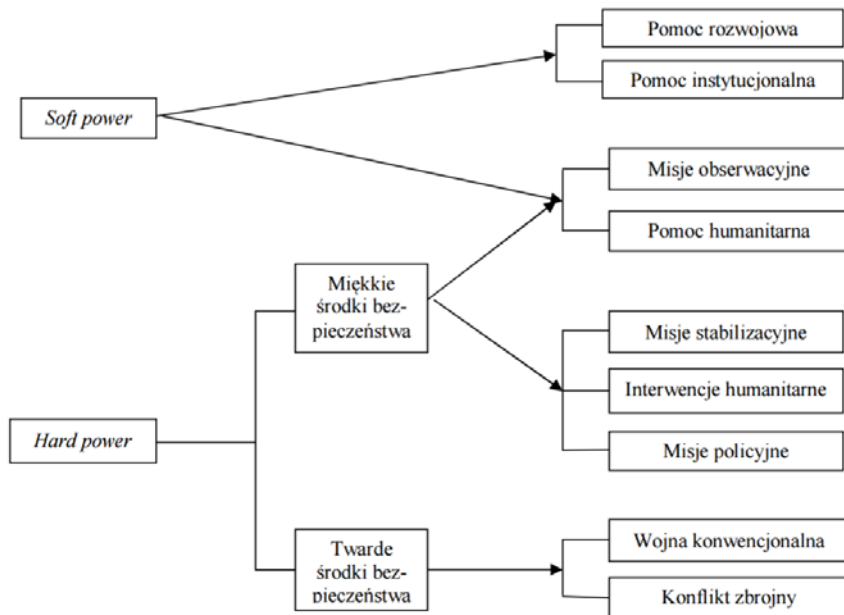 Pomoc rozwojowa
Pomoc instytucjonalna
Soft power
Misje obserwacyjne
Pomoc humanitarna
Miękkie
środki bez-
pieczeństwa
Misje stabilizacyjne
Interwencje humanitarne
Hard power
Misje policyjne
Twarde
środki bez-
pieczeństwa
Wojna konwencjonalna
Konflikt zbrojny